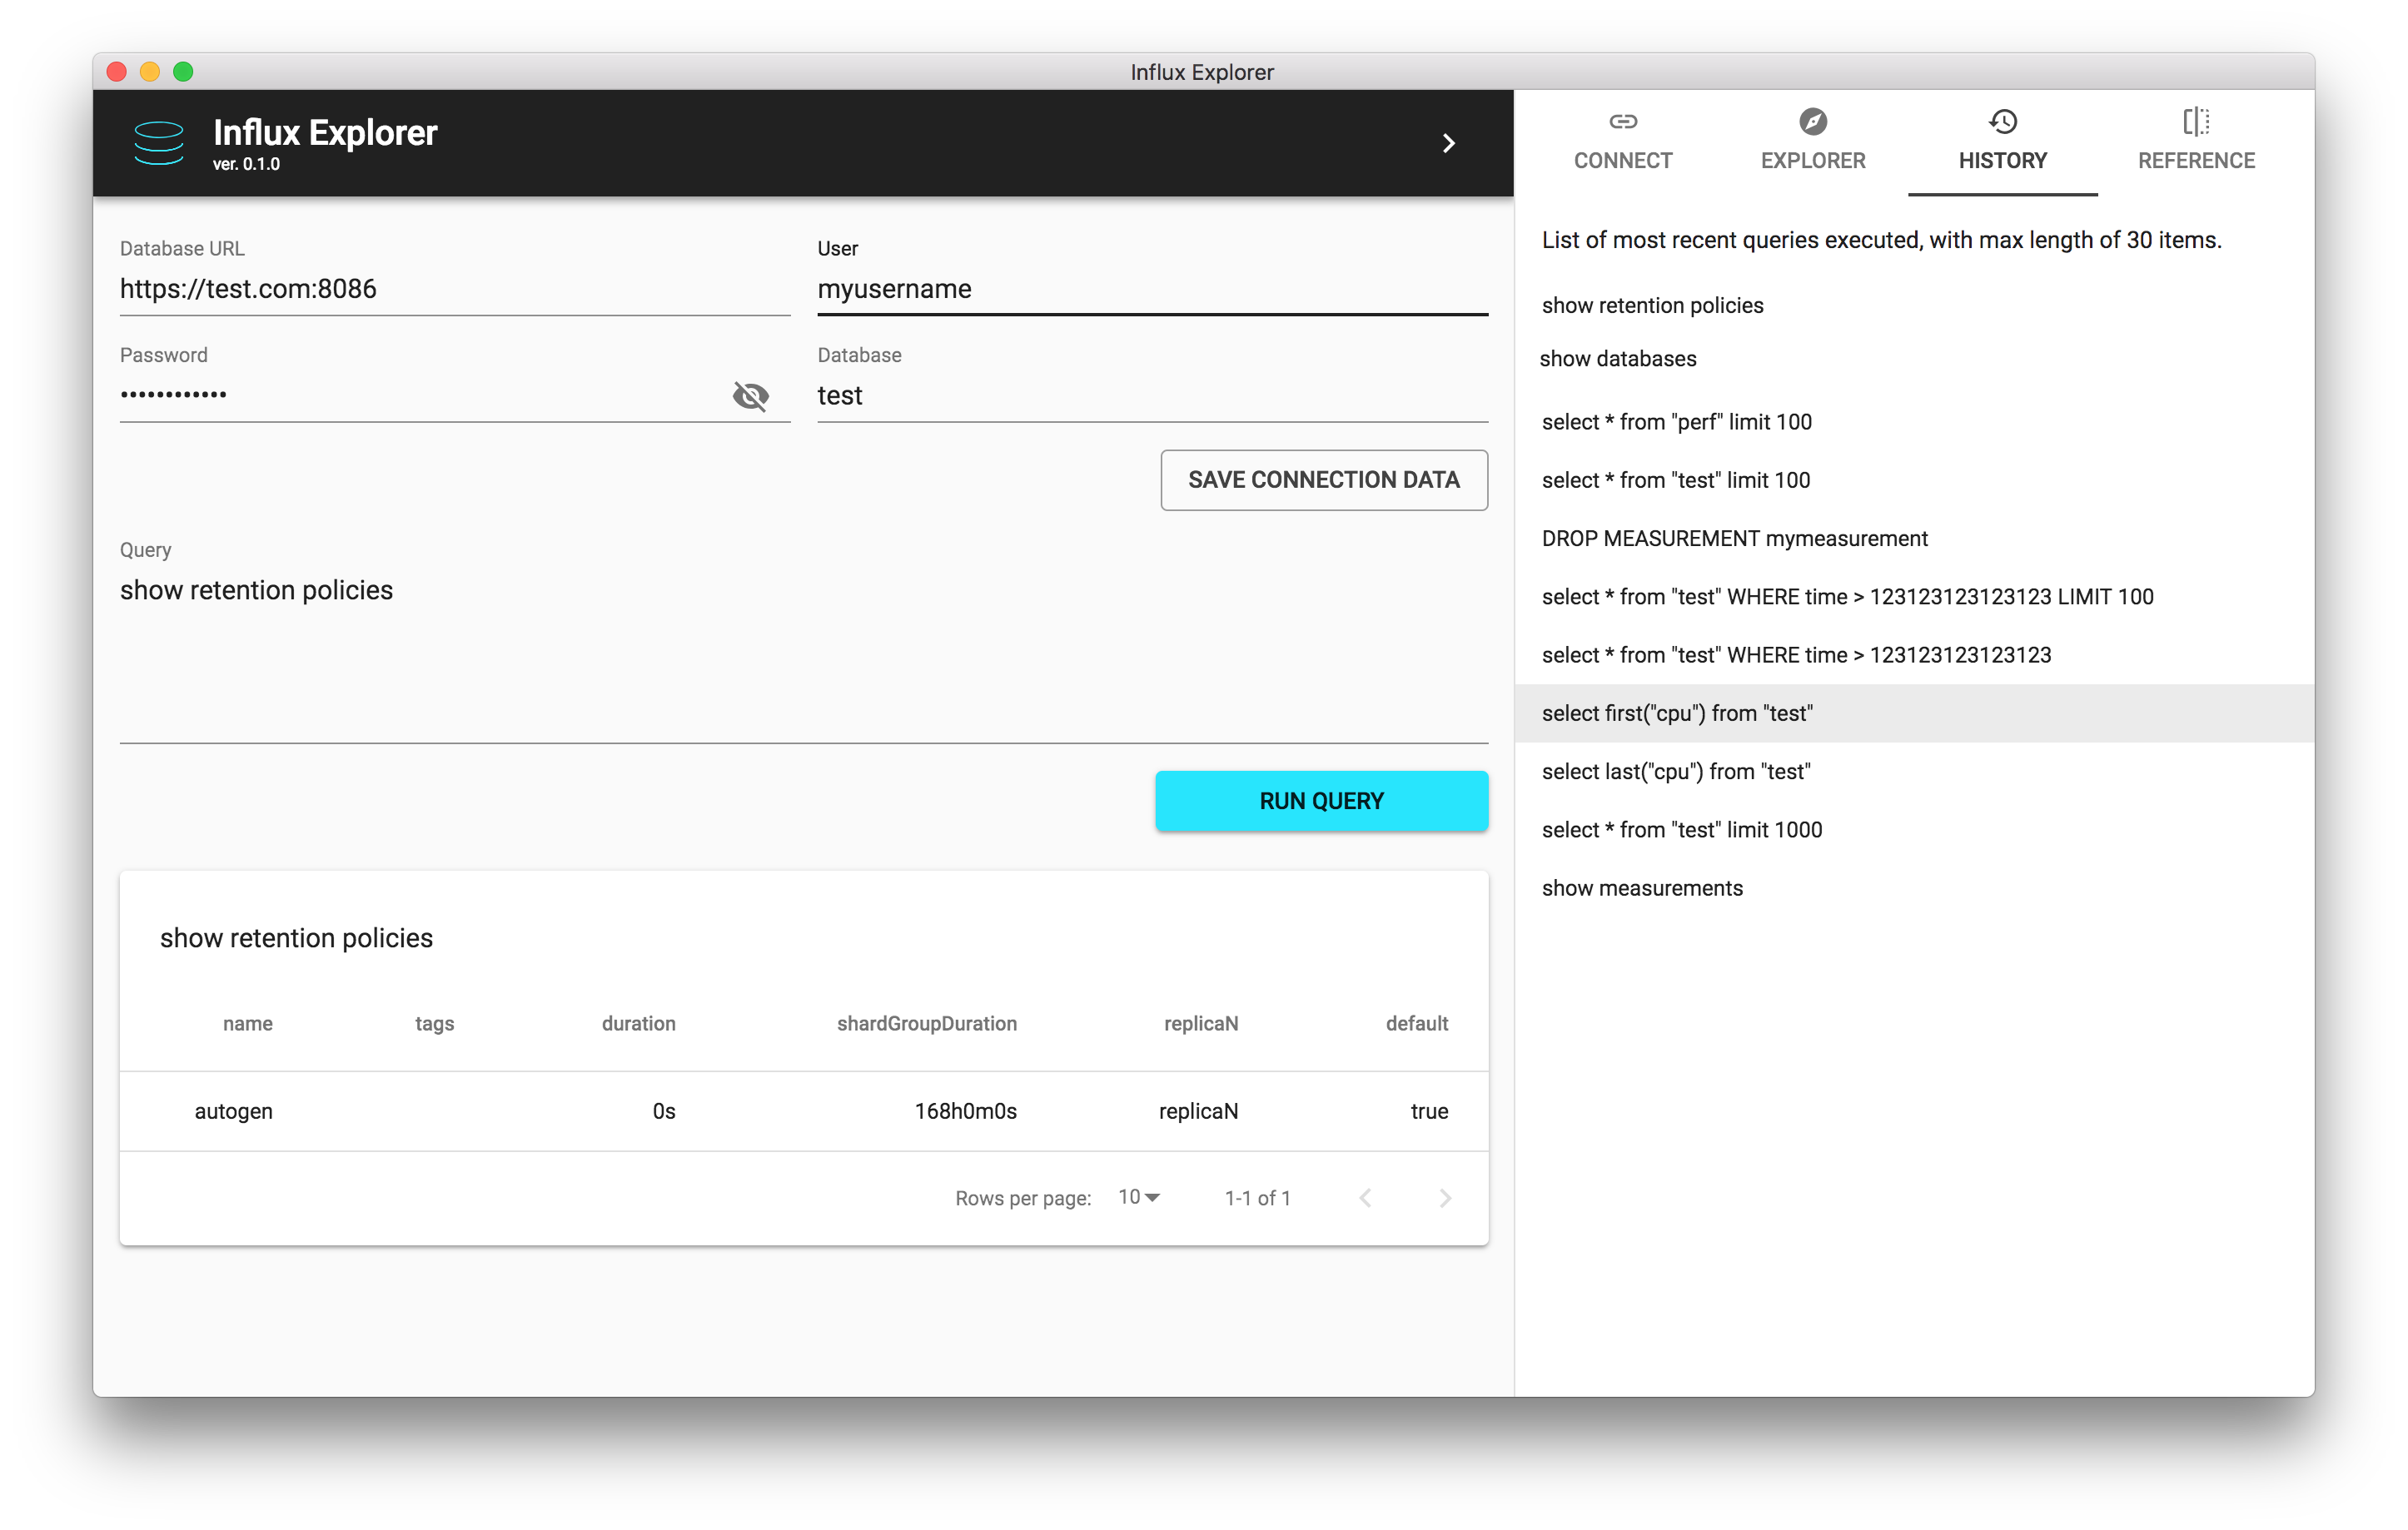 Influx Explorer
Influx Explorer
ver. 0.1.0
Database URL
https://test.com:8086
User
myusername
Password
••••••••••••
Database
test
SAVE CONNECTION DATA
Query
show retention policies
RUN QUERY
show retention policies
name tags duration shardGroupDuration replicaN default
autogen 0s 168h0m0s replicaN true
Rows per page: 10 1-1 of 1
CONNECT EXPLORER HISTORY REFERENCE
List of most recent queries executed, with max length of 30 items.
show retention policies
show databases
select * from "perf" limit 100
select * from "test" limit 100
DROP MEASUREMENT mymeasurement
select * from "test" WHERE time > 123123123123123 LIMIT 100
select * from "test" WHERE time > 123123123123123
select first("cpu") from "test"
select last("cpu") from "test"
select * from "test" limit 1000
show measurements